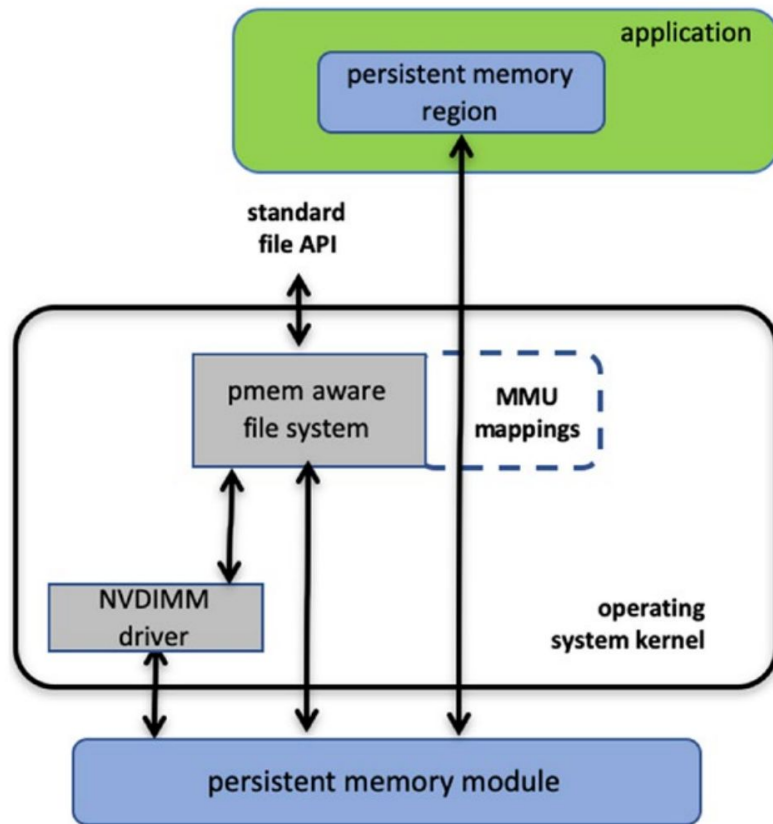 application
persistent memory
region
standard
file API
pmem aware
file system
MMU
mappings
NVDIMM
driver
operating
system kernel
persistent memory module